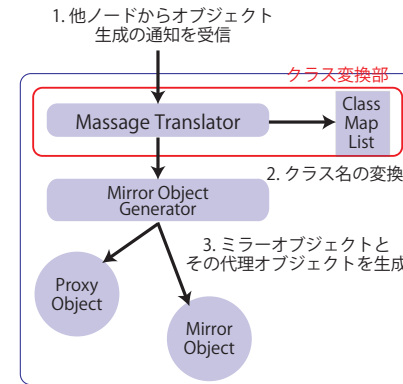 1. 他ノードからオブジェクト
生成の通知を受信
クラス変換部
Massage Translator
Class
Map
List
2. クラス名の変換
Mirror Object
Generator
3. ミラーオブジェクトと
その代理オブジェクトを生成
Proxy
Object
Mirror
Object